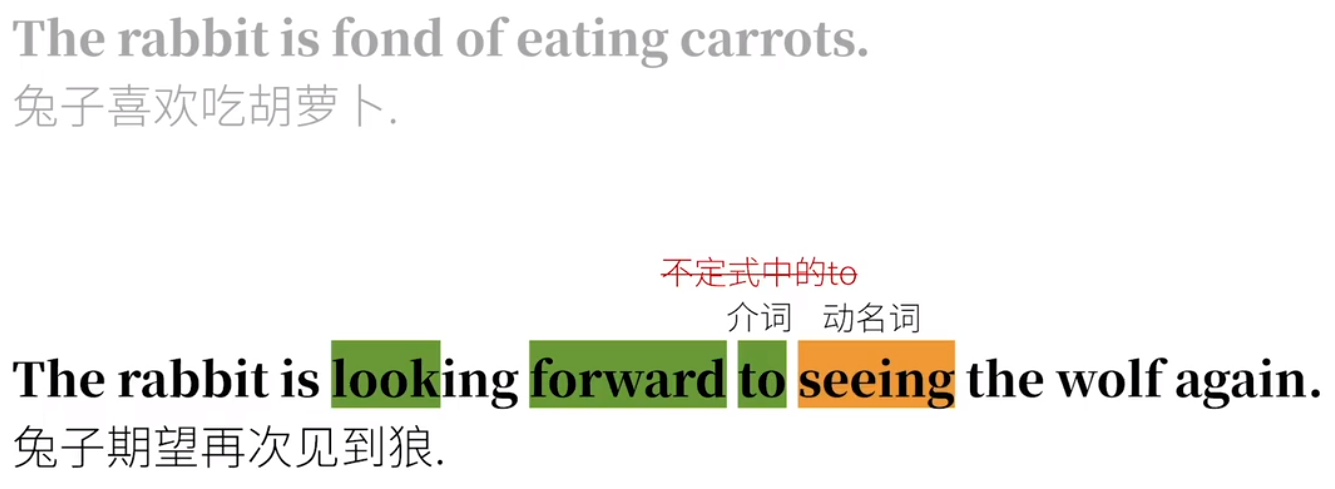 The rabbit is fond of eating carrots.
兔子喜欢吃胡萝卜.
不定式中的to
介词 动名词
The rabbit is looking forward to seeing the wolf again.
兔子期望再次见到狼.